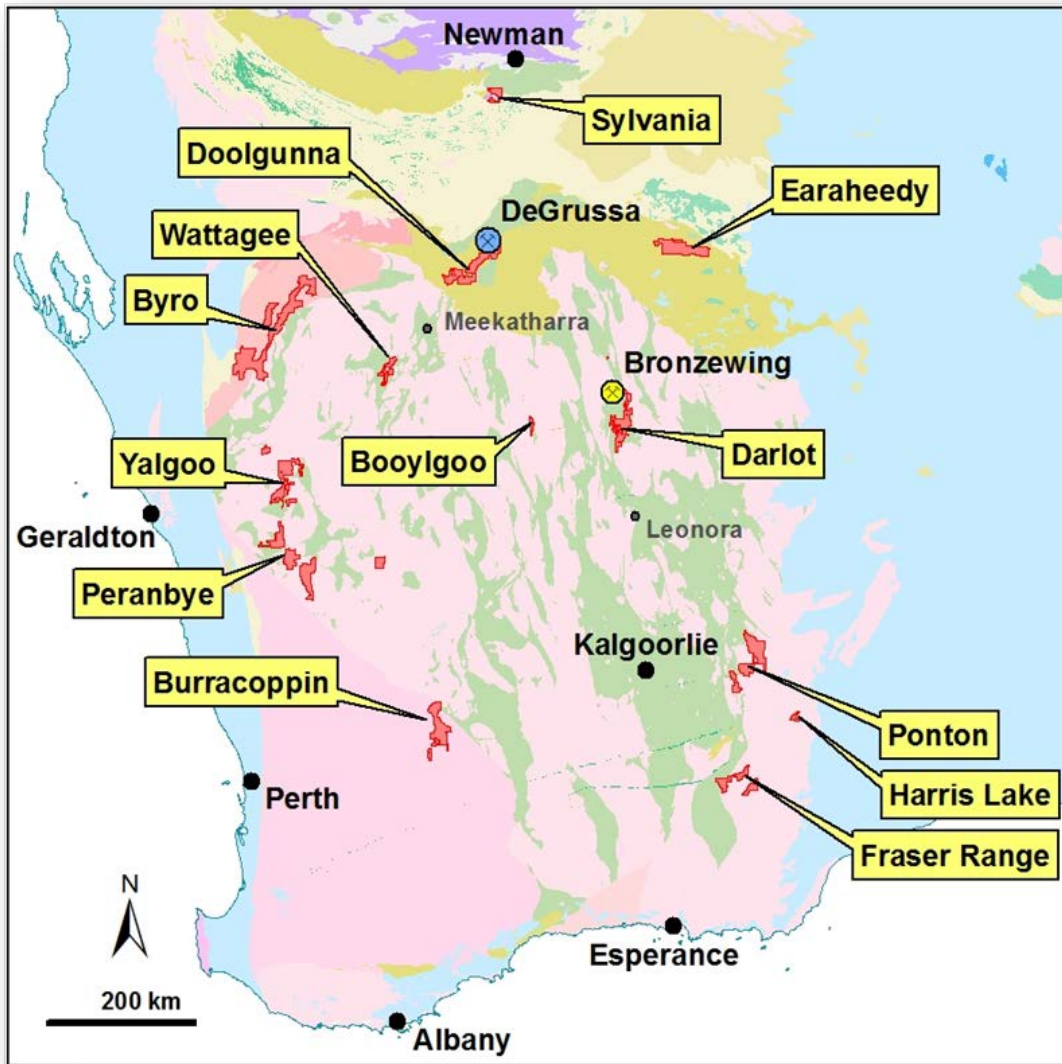 Newman
Sylvania
Doolgunna
Earaheedy
DeGrussa
Wattagee
Byro
Meekatharra
Bronzewing
Yalgoo
Booylgoo
Darlot
Geraldton
Leonora
Peranbye
Kalgoorlie
Burracoppin
Ponton
Perth
Harris Lake
Fraser Range
N
Esperance
200 km
Albany